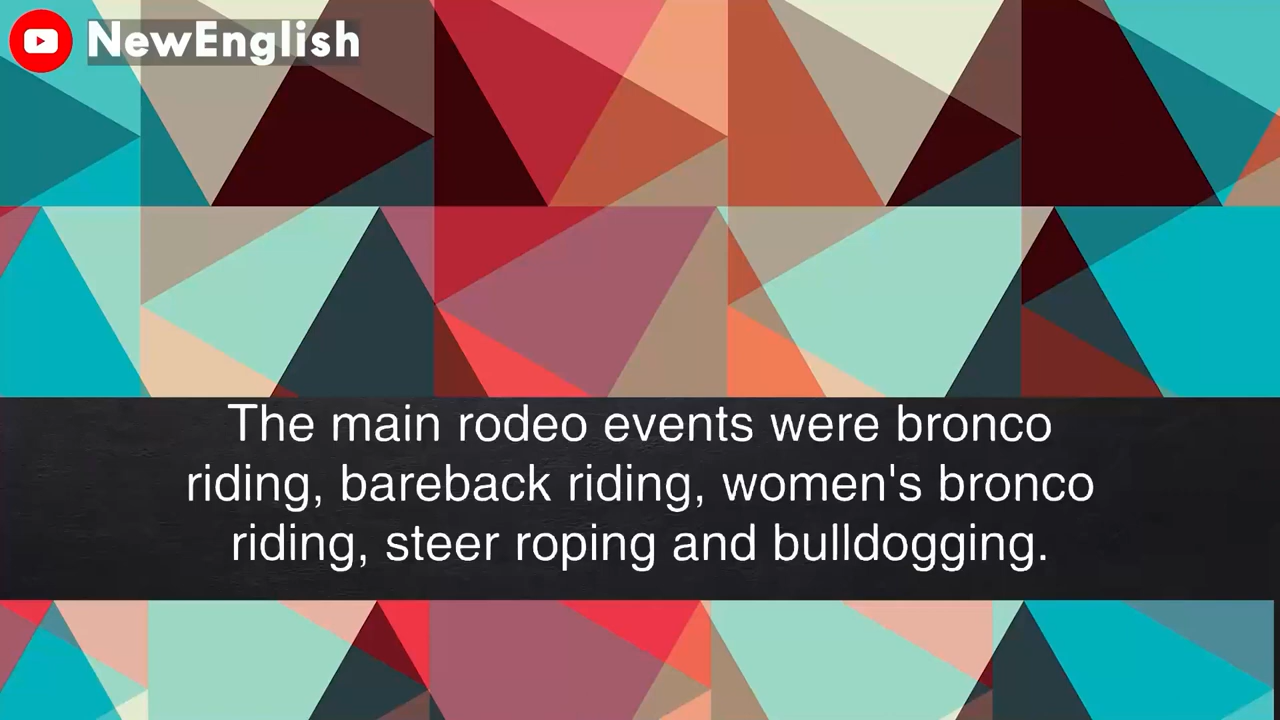 NewEnglish
The main rodeo events were bronco
riding, bareback riding, women's bronco
riding, steer roping and bulldogging.